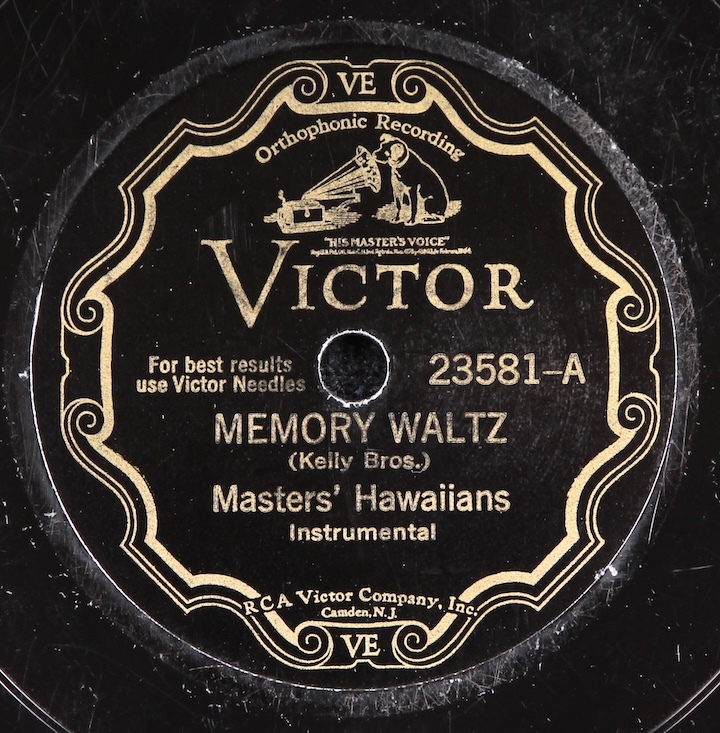 VE
Orthophonic Recording
"HIS MASTER'S VOICE"
VICTOR
For best results
use Victor Needles
23581-A
MEMORY WALTZ
(Kelly Bros.)
Masters' Hawaiians
Instrumental
RCA Victor Company, Inc.
Camden, N.J.
VE